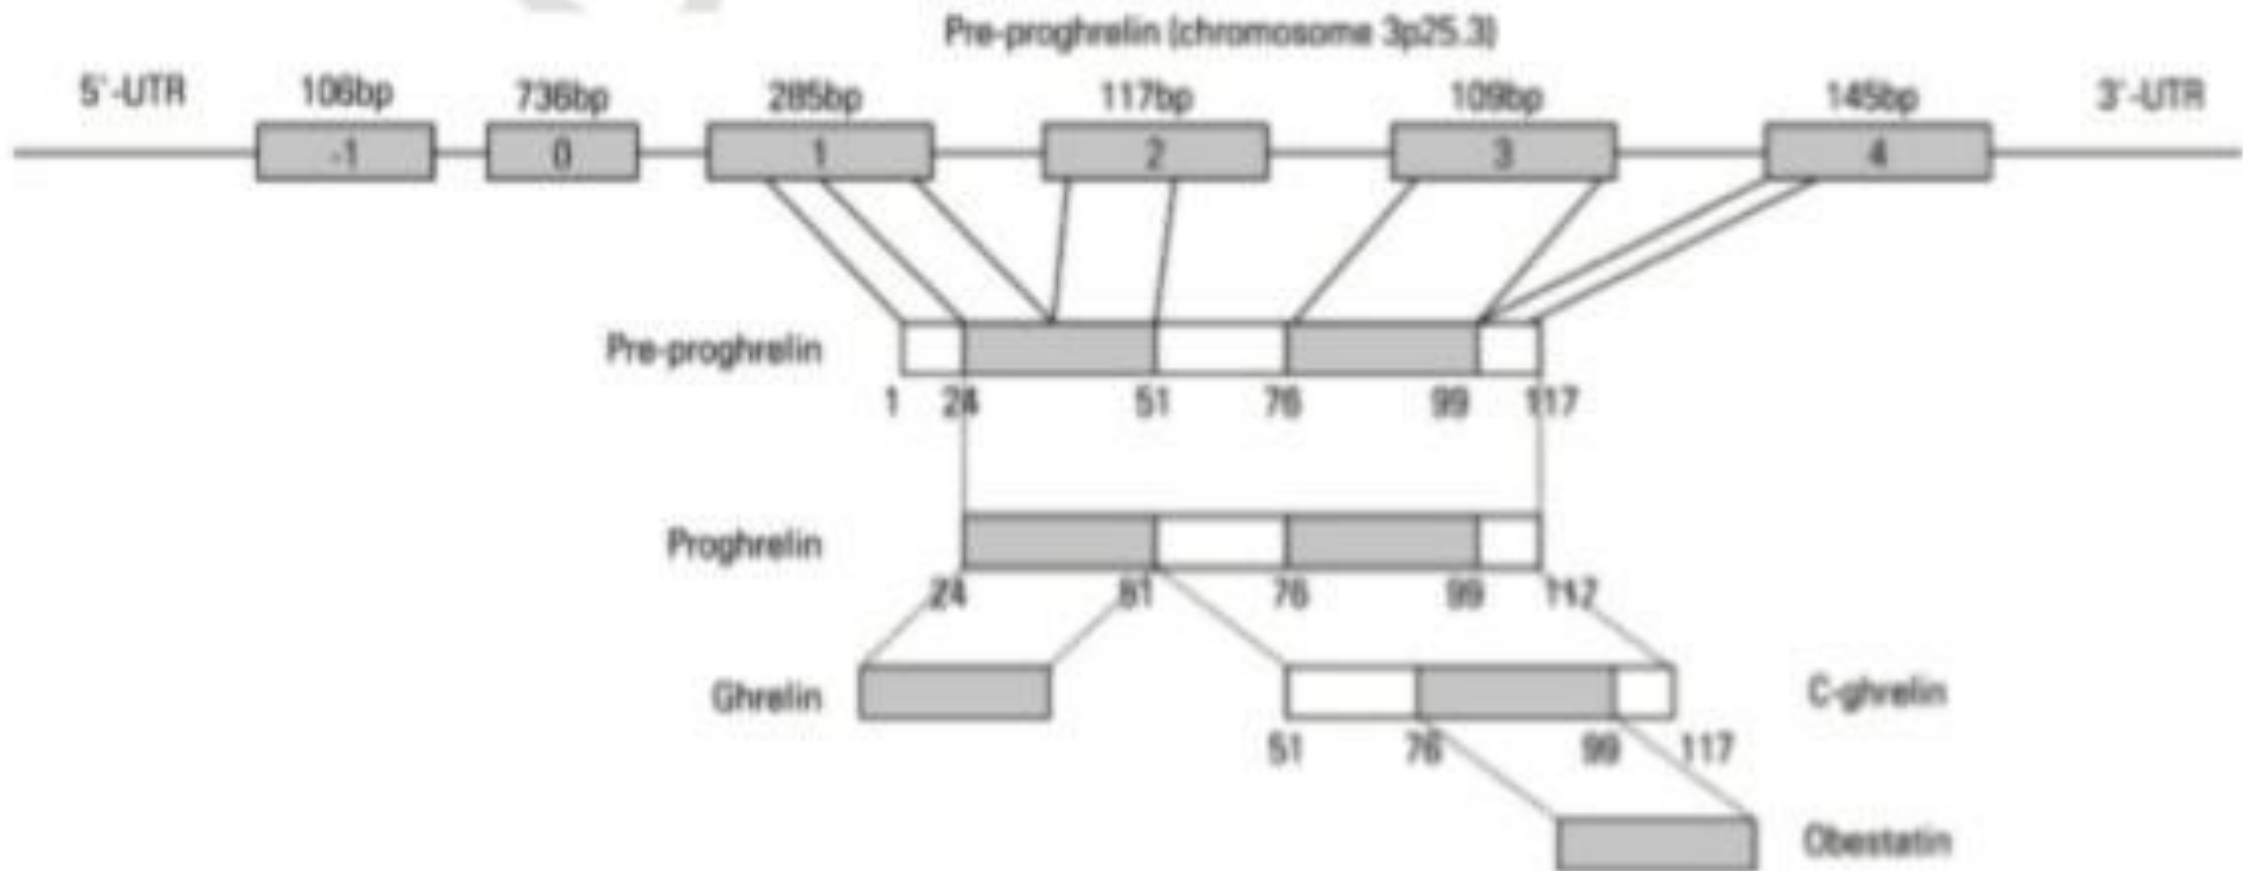 Pre-proghrelin (chromosome 3p25.3)
5'-UTR 106bp 736bp 285bp 117bp 109bp 145bp 3'-UTR
-1 0 1 2 3 4
Pre-proghrelin
1 24 51 76 99 117
Proghrelin
24 81 76 99 117
Ghrelin C-ghrelin
51 76 99 117
Obestatin